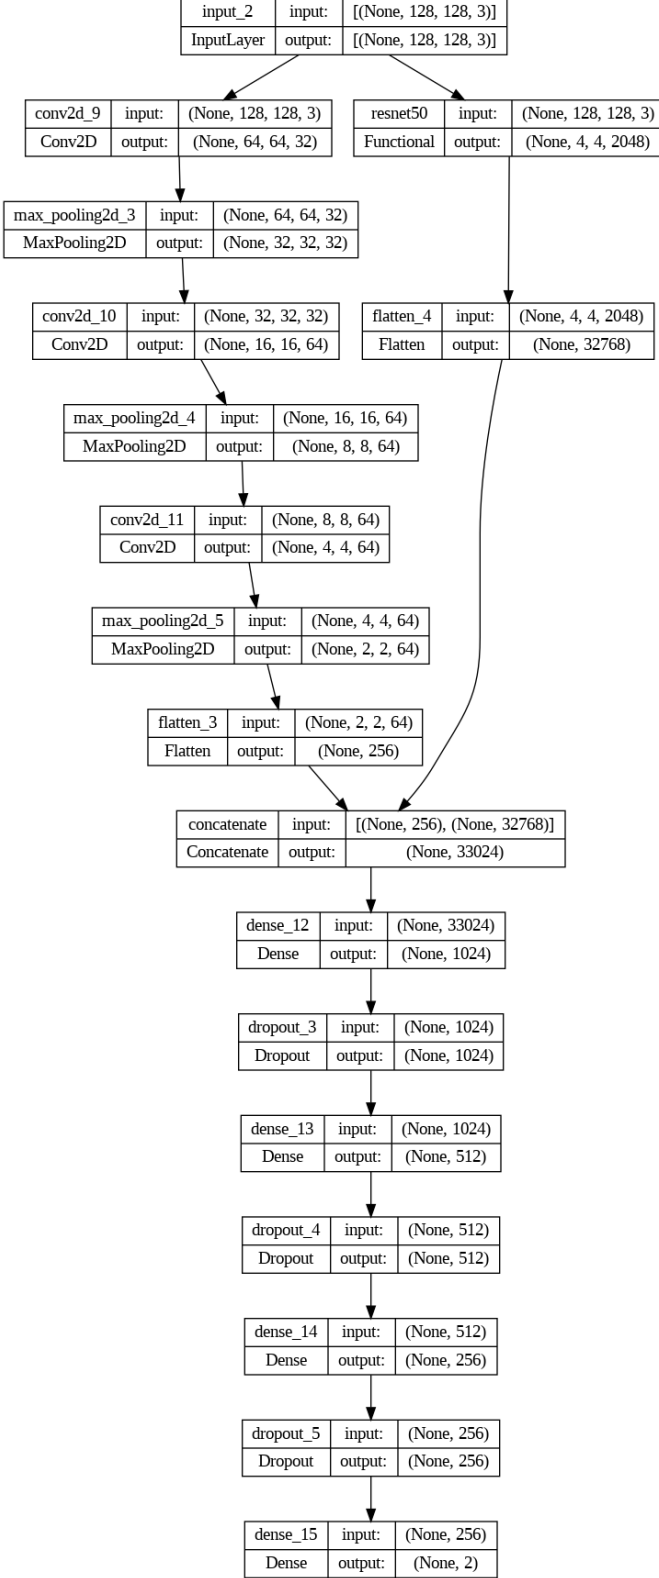 input_2 input: [(None, 128, 128, 3)]
InputLayer output: [(None, 128, 128, 3)]
conv2d_9 input: (None, 128, 128, 3)
Conv2D output: (None, 64, 64, 32)
resnet50 input: (None, 128, 128, 3)
Functional output: (None, 4, 4, 2048)
max_pooling2d_3 input: (None, 64, 64, 32)
MaxPooling2D output: (None, 32, 32, 32)
conv2d_10 input: (None, 32, 32, 32)
Conv2D output: (None, 16, 16, 64)
flatten_4 input: (None, 4, 4, 2048)
Flatten output: (None, 32768)
max_pooling2d_4 input: (None, 16, 16, 64)
MaxPooling2D output: (None, 8, 8, 64)
conv2d_11 input: (None, 8, 8, 64)
Conv2D output: (None, 4, 4, 64)
max_pooling2d_5 input: (None, 4, 4, 64)
MaxPooling2D output: (None, 2, 2, 64)
flatten_3 input: (None, 2, 2, 64)
Flatten output: (None, 256)
concatenate input: [(None, 256), (None, 32768)]
Concatenate output: (None, 33024)
dense_12 input: (None, 33024)
Dense output: (None, 1024)
dropout_3 input: (None, 1024)
Dropout output: (None, 1024)
dense_13 input: (None, 1024)
Dense output: (None, 512)
dropout_4 input: (None, 512)
Dropout output: (None, 512)
dense_14 input: (None, 512)
Dense output: (None, 256)
dropout_5 input: (None, 256)
Dropout output: (None, 256)
dense_15 input: (None, 256)
Dense output: (None, 2)